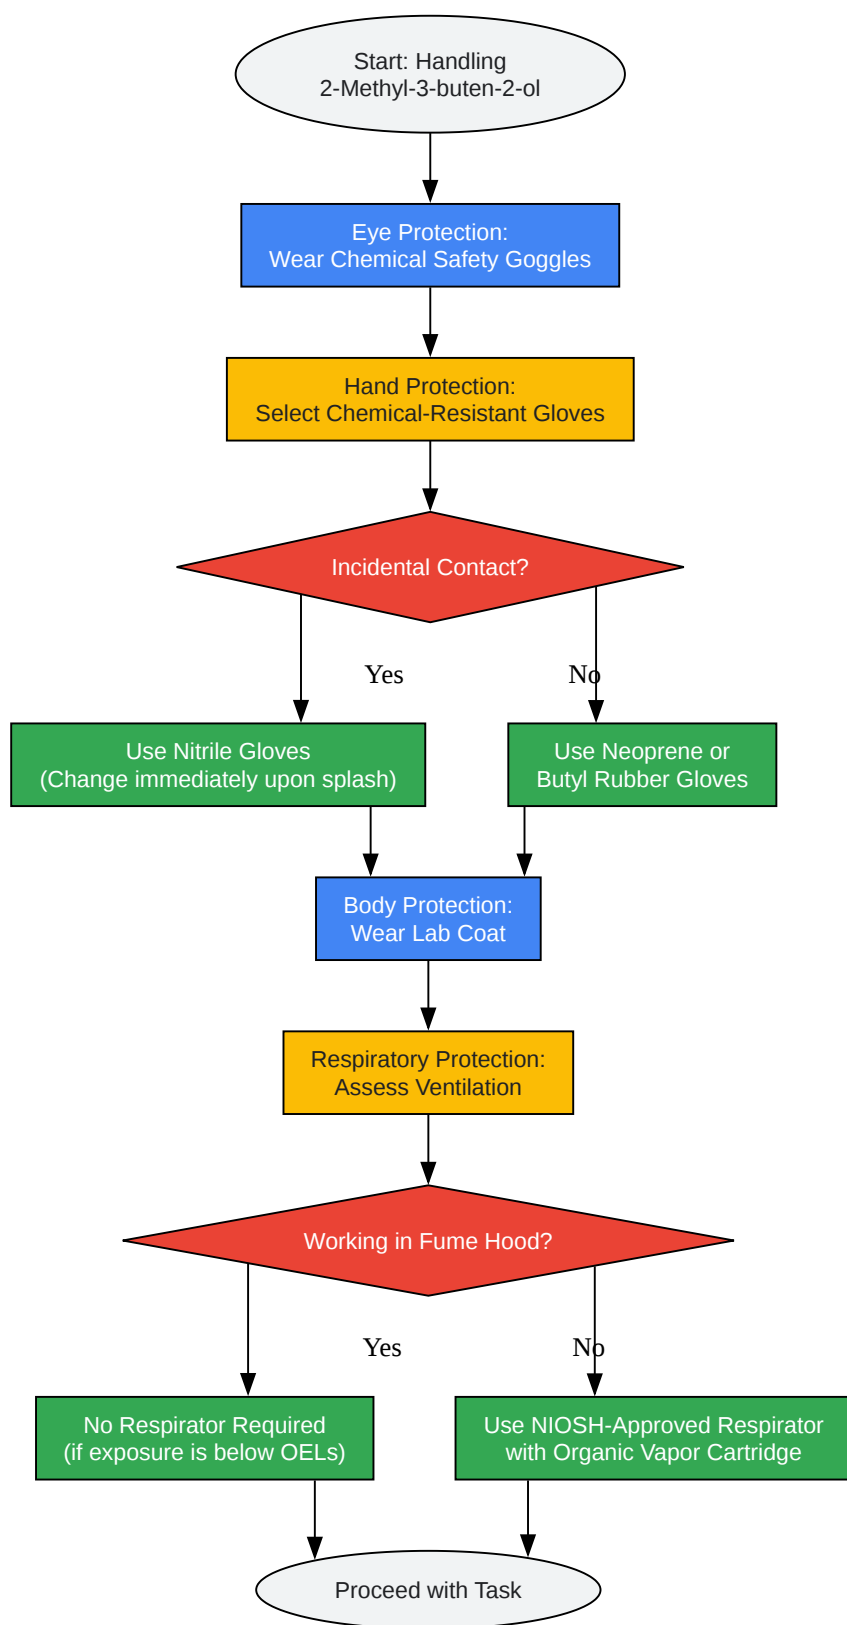 Start: Handling
2-Methyl-3-buten-2-ol
Eye Protection:
Wear Chemical Safety Goggles
Hand Protection:
Select Chemical-Resistant Gloves
Incidental Contact?
Yes
No
Use Nitrile Gloves
(Change immediately upon splash)
Use Neoprene or
Butyl Rubber Gloves
Body Protection:
Wear Lab Coat
Respiratory Protection:
Assess Ventilation
Working in Fume Hood?
Yes
No
No Respirator Required
(if exposure is below OELs)
Use NIOSH-Approved Respirator
with Organic Vapor Cartridge
Proceed with Task